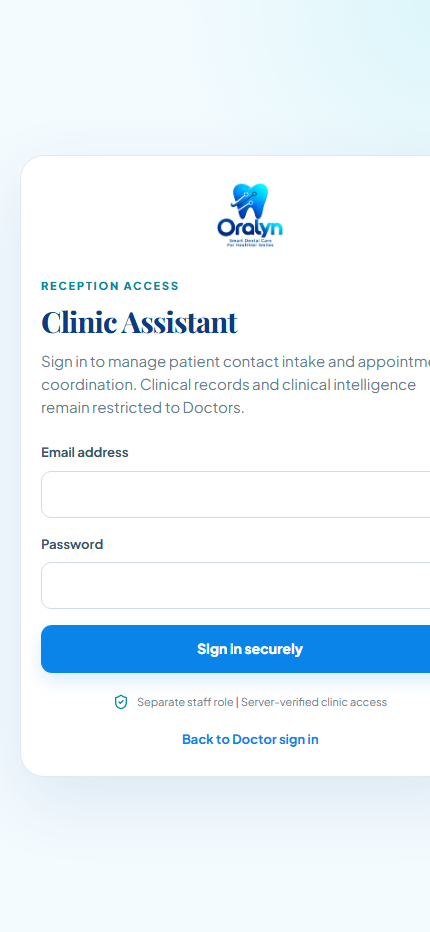 Oralyn
Smart Dental Care
For Healthier Smiles
RECEPTION ACCESS
Clinic Assistant
Sign in to manage patient contact intake and appointme
coordination. Clinical records and clinical intelligence
remain restricted to Doctors.
Email address
Password
Sign in securely
Separate staff role | Server-verified clinic access
Back to Doctor sign in